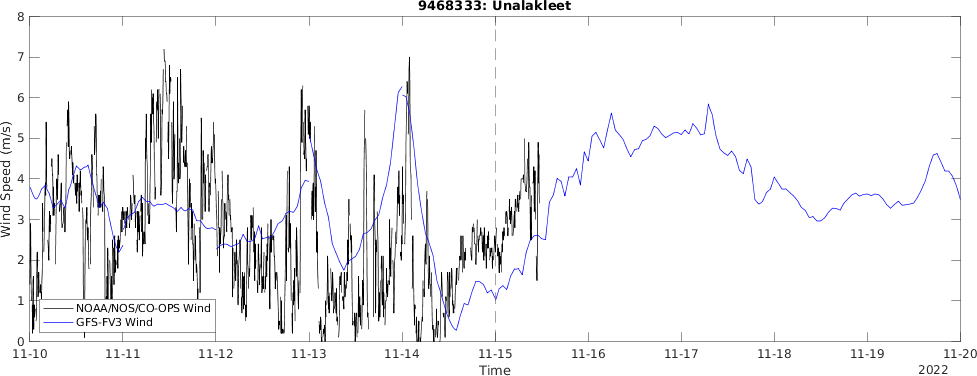 9468333: Unalakleet
Wind Speed (m/s)
8
7
6
5
4
3
2
1
0
NOAA/NOS/CO-OPS Wind
GFS-FV3 Wind
11-10 11-11 11-12 11-13 11-14 11-15 11-16 11-17 11-18 11-19 11-20
Time
2022